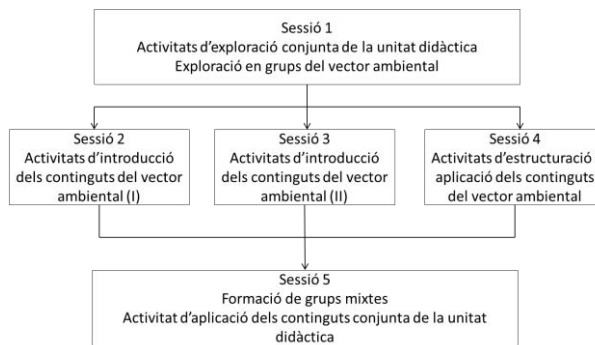 Sessió 1
Activitats d'exploració conjunta de la unitat didàctica
Exploració en grups del vector ambiental
Sessió 2
Activitats d'introducció
dels continguts del vector
ambiental (I)
Sessió 3
Activitats d'introducció
dels continguts del vector
ambiental (II)
Sessió 4
Activitats d'estructuració i
aplicació dels continguts
del vector ambiental
Sessió 5
Formació de grups mixtes
Activitat d'aplicació dels continguts conjunta de la unitat
didàctica